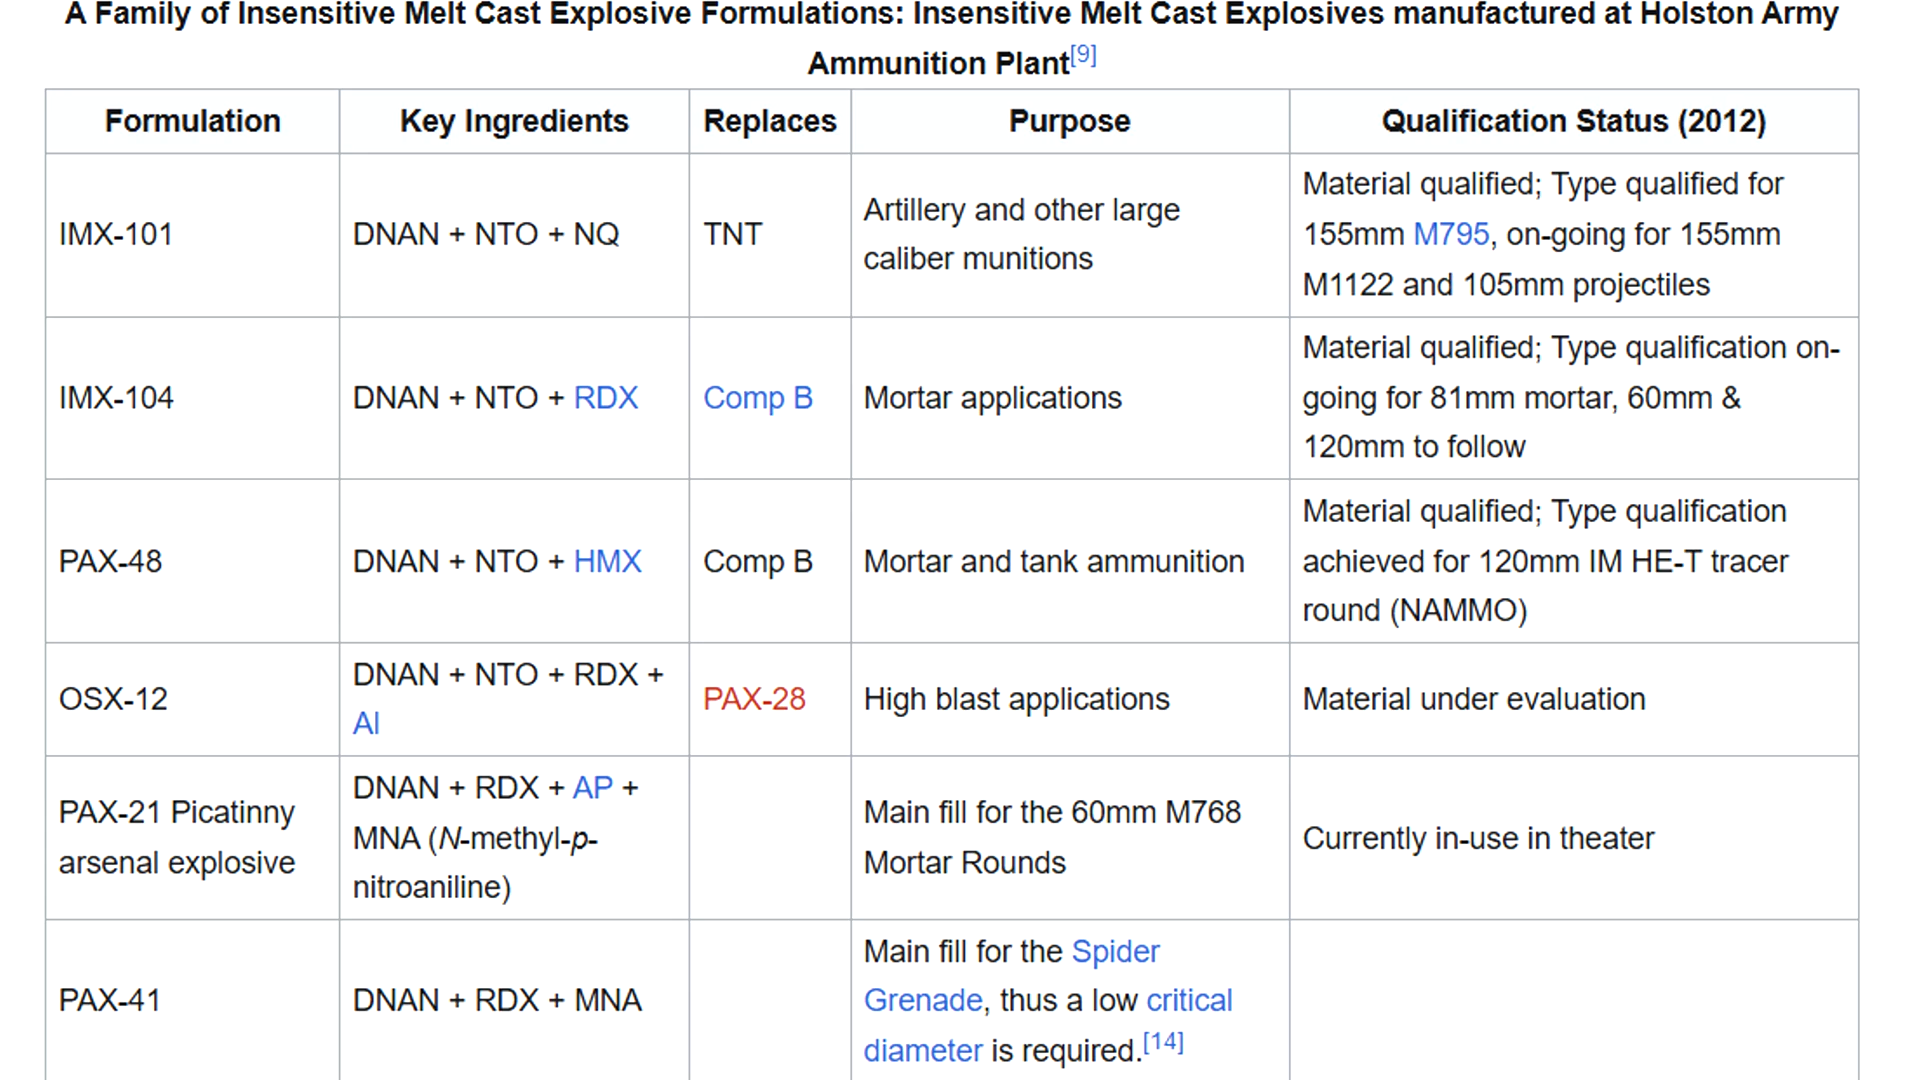 A Family of Insensitive Melt Cast Explosive Formulations: Insensitive Melt Cast Explosives manufactured at Holston Army
Ammunition Plant[9]
Formulation Key Ingredients Replaces Purpose Qualification Status (2012)
IMX-101
DNAN + NTO + NQ
TNT
Artillery and other large
caliber munitions
Material qualified; Type qualified for
155mm M795, on-going for 155mm
M1122 and 105mm projectiles
IMX-104
DNAN + NTO + RDX
Comp B
Mortar applications
Material qualified; Type qualification on-
going for 81mm mortar, 60mm &
120mm to follow
PAX-48
DNAN + NTO + HMX
Comp B
Mortar and tank ammunition
Material qualified; Type qualification
achieved for 120mm IM HE-T tracer
round (NAMMO)
OSX-12
DNAN + NTO + RDX +
Al
PAX-28
High blast applications
Material under evaluation
PAX-21 Picatinny
arsenal explosive
DNAN + RDX + AP +
MNA (N-methyl-p-
nitroaniline)
Main fill for the 60mm M768
Mortar Rounds
Currently in-use in theater
PAX-41
DNAN + RDX + MNA
Main fill for the Spider
Grenade, thus a low critical
diameter is required.[14]